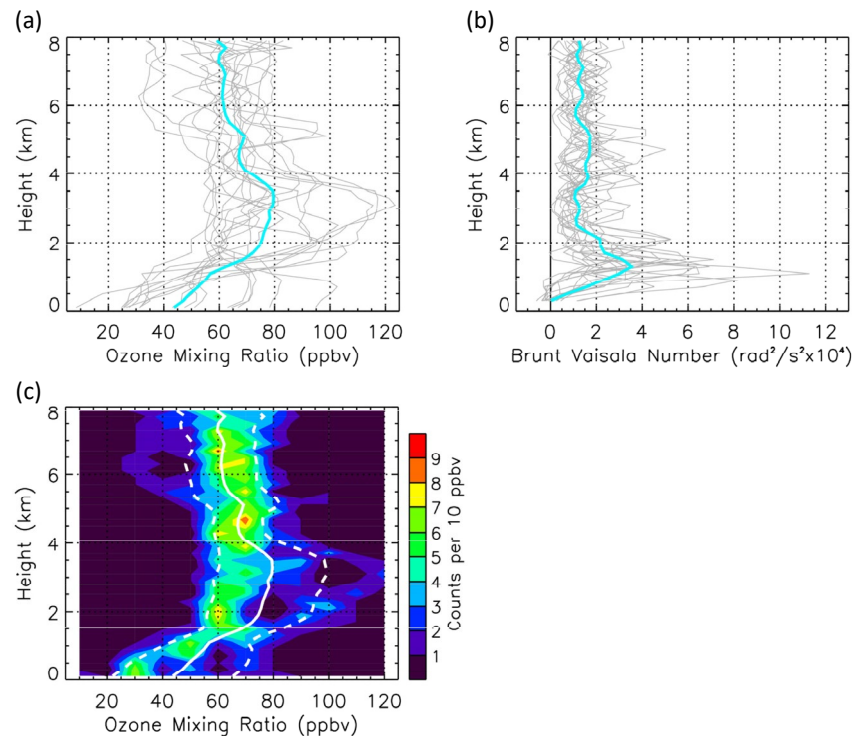 (a)
(b)
8
6
4
2
0
Height (km)
20 40 60 80 100 120
Ozone Mixing Ratio (ppbv)
8
6
4
2
0
Height (km)
0 2 4 6 8 10 12
Brunt Vaisala Number (rad²/s²x10⁴)
(c)
8
6
4
2
0
Height (km)
20 40 60 80 100 120
Ozone Mixing Ratio (ppbv)
9
8
7
6
5
4
3
2
1
Counts per 10 ppbv